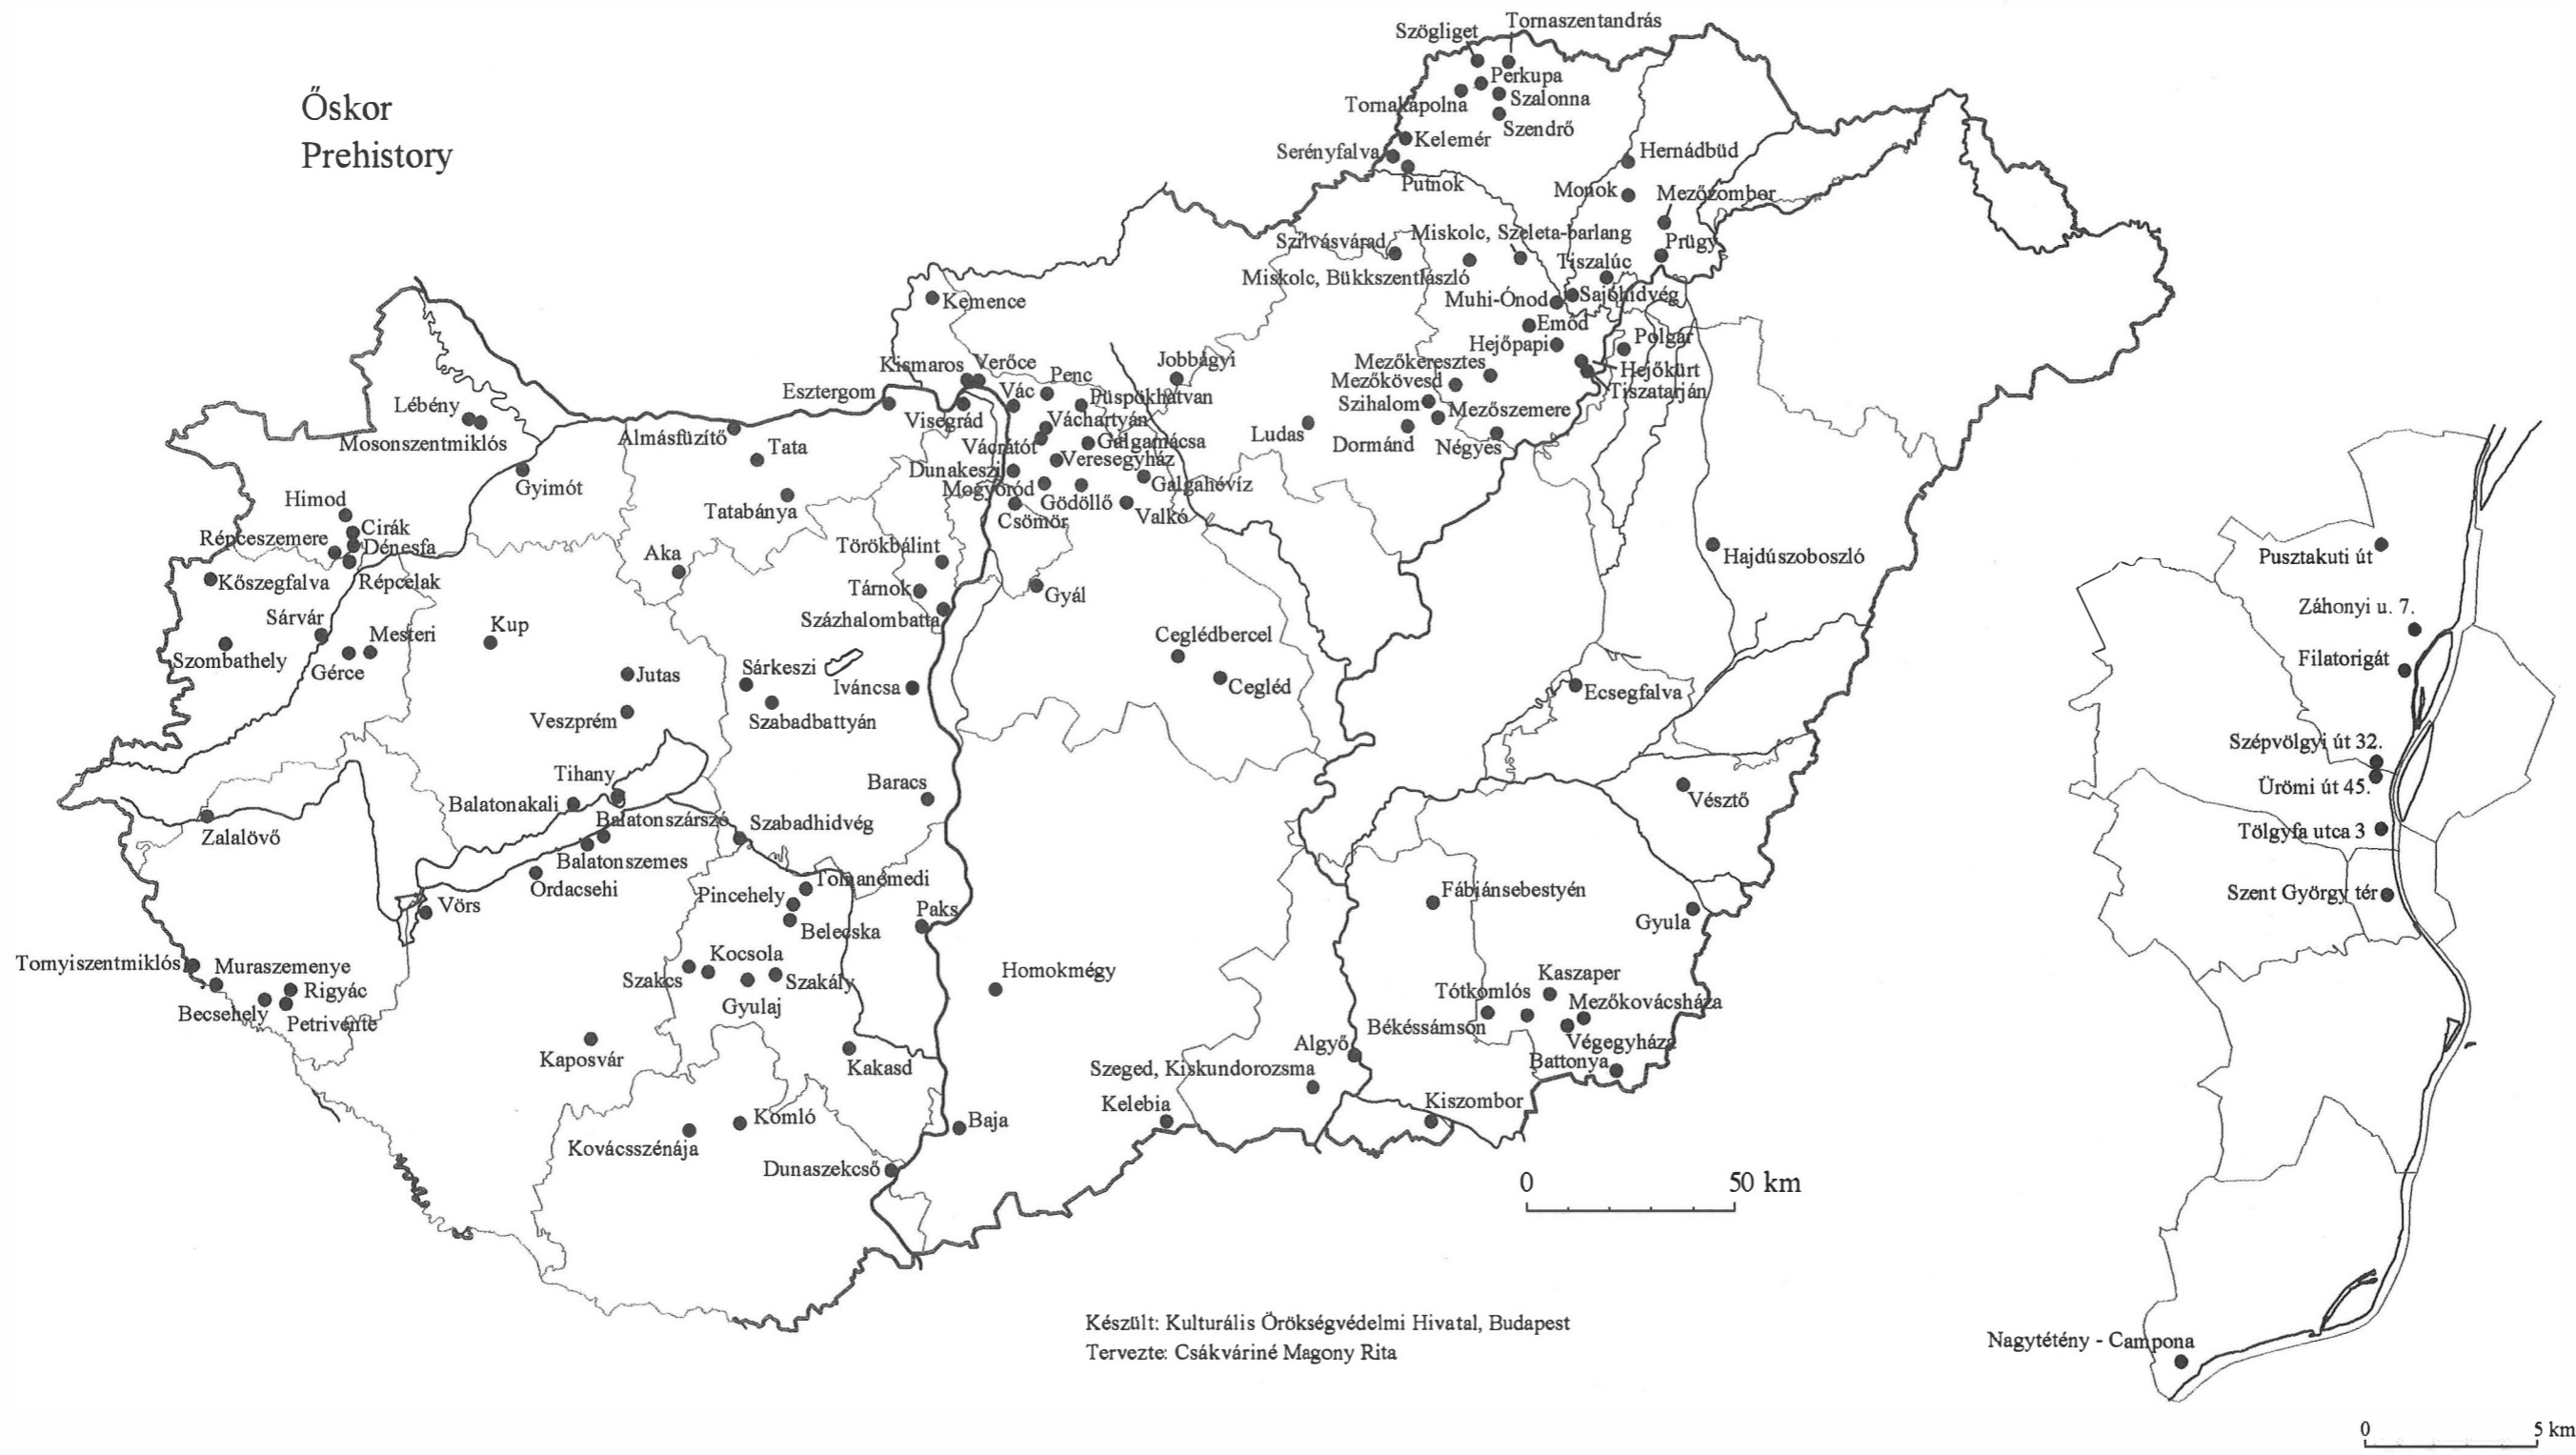 Őskor
Prehistory
Szögliget
Tornaszentandrás
Perkupa
Tornakápolna
Szalonna
Szendrő
Kelemér
Serényfalva
Putnok
Hernádbüd
Monok
Mezőzombor
Prügy
Szilvásvárad
Miskolc, Szeleta-barlang
Miskolc, Bükkszentlászló
Tiszalúc
Muhi-Ónod
Sajóhídvég
Emőd
Polgár
Hejőpapi
Hejőkürt
Tiszatarján
Mezőkeresztes
Mezőkövesd
Szihalom
Mezőszemere
Dormánd
Négyes
Ludas
Jobbágyi
Kemence
Kismaros
Verőce
Esztergom
Visegrád
Vác
Penc
Püspökhatvan
Váchartyán
Vácrátót
Galgamácsa
Veresegyház
Dunakeszi
Mogyoród
Gödöllő
Galgahévíz
Csömör
Valkó
Lébény
Mosonszentmiklós
Almásfüzítő
Tata
Tatabánya
Gyimót
Himod
Cirák
Répceszemere
Dénesfa
Kőszegfalva
Répcelak
Sárvár
Mesteri
Szombathely
Gérce
Kup
Aka
Törökbálint
Tárnok
Százhalombatta
Gyál
Hajdúszoboszló
Jutas
Veszprém
Sárkeszi
Iváncsa
Szabadbattyán
Ceglédbercel
Cegléd
Ecsegfalva
Tihany
Balatonakali
Baracs
Balatonszárszó
Szabadhidvég
Balatonszemes
Ordacsehi
Vésztő
Zalalövő
Vörs
Tolnanémedi
Pincehely
Belecska
Paks
Fábiánsebestyén
Gyula
Tornyiszentmiklós
Muraszemenye
Rigyác
Becsehely
Petrivente
Kocsola
Szakcs
Szakály
Gyulaj
Homokmégy
Kaszaper
Tótkomlós
Mezőkovácsháza
Békéssámson
Végegyháza
Battonya
Kaposvár
Kakasd
Algyő
Szeged, Kiskundorozsma
Kelebia
Kiszombor
Komló
Kovácsszénája
Baja
Dunaszekcső
0 50 km
Készült: Kulturális Örökségvédelmi Hivatal, Budapest
Tervezte: Csákváriné Magony Rita
Pusztakuti út
Záhonyi u. 7.
Filatorigát
Szépvölgyi út 32.
Ürömi út 45.
Tölgyfa utca 3
Szent György tér
Nagytétény - Campona
0 5 km